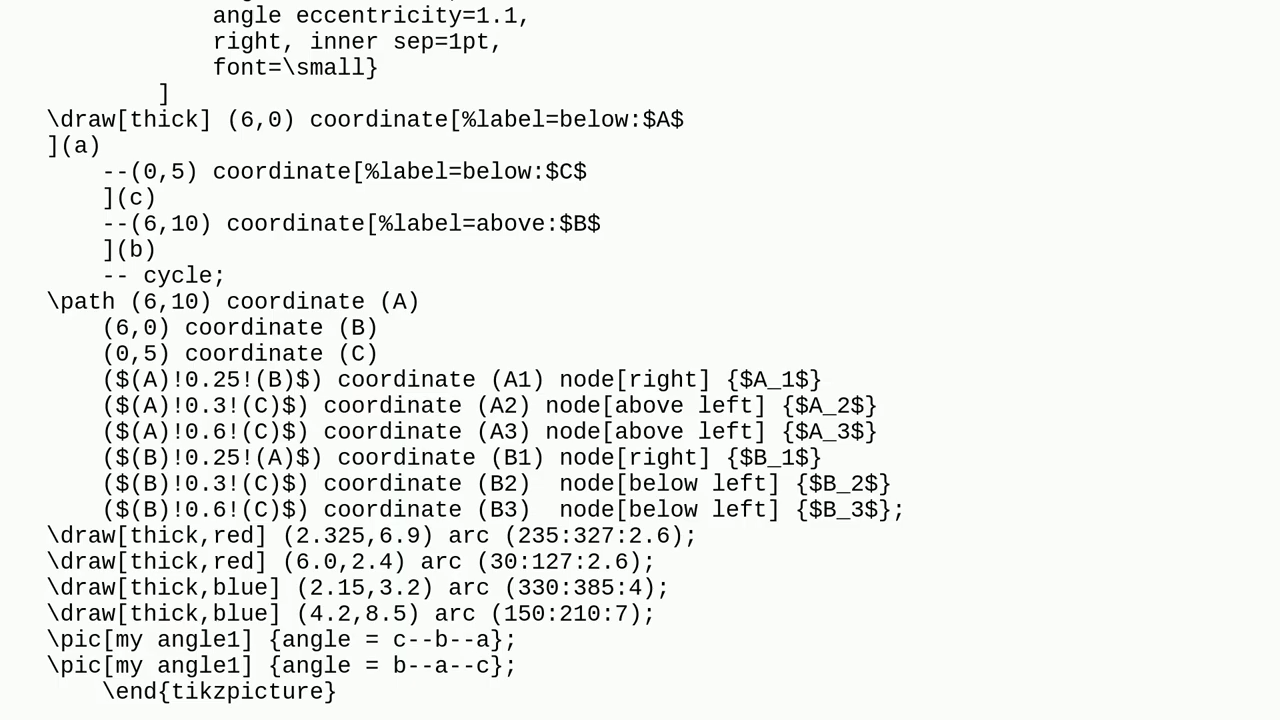 angle eccentricity=1.1,
right, inner sep=1pt,
font=\small}
]
\draw[thick] (6,0) coordinate[%label=below:$A$
](a)
--(0,5) coordinate[%label=below:$C$
](c)
--(6,10) coordinate[%label=above:$B$
](b)
-- cycle;
\path (6,10) coordinate (A)
(6,0) coordinate (B)
(0,5) coordinate (C)
($(A)!0.25!(B)$) coordinate (A1) node[right] {$A_1$}
($(A)!0.3!(C)$) coordinate (A2) node[above left] {$A_2$}
($(A)!0.6!(C)$) coordinate (A3) node[above left] {$A_3$}
($(B)!0.25!(A)$) coordinate (B1) node[right] {$B_1$}
($(B)!0.3!(C)$) coordinate (B2)  node[below left] {$B_2$}
($(B)!0.6!(C)$) coordinate (B3)  node[below left] {$B_3$};
\draw[thick,red] (2.325,6.9) arc (235:327:2.6);
\draw[thick,red] (6.0,2.4) arc (30:127:2.6);
\draw[thick,blue] (2.15,3.2) arc (330:385:4);
\draw[thick,blue] (4.2,8.5) arc (150:210:7);
\pic[my angle1] {angle = c--b--a};
\pic[my angle1] {angle = b--a--c};
\end{tikzpicture}